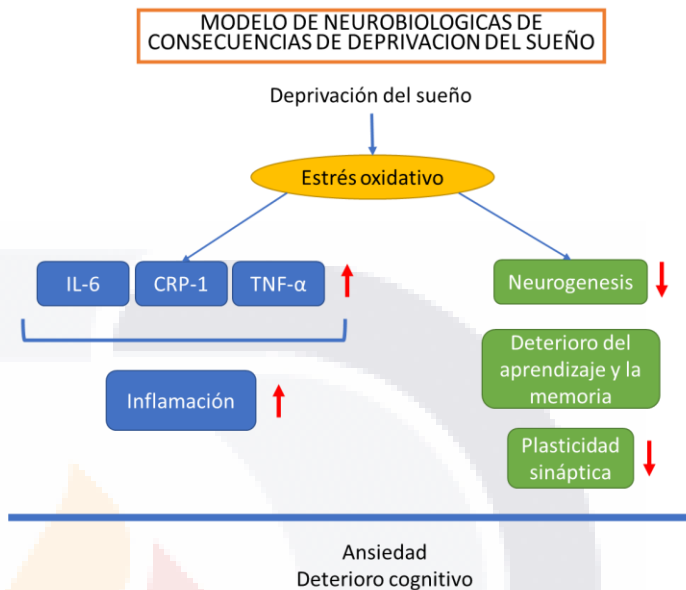 MODELO DE NEUROBIOLOGICAS DE
CONSECUENCIAS DE DEPRIVACION DEL SUEÑO
Deprivación del sueño
Estrés oxidativo
IL-6
CRP-1
TNF-α
Neurogenesis
Deterioro del
aprendizaje y la
memoria
Inflamación
Plasticidad
sináptica
Ansiedad
Deterioro cognitivo